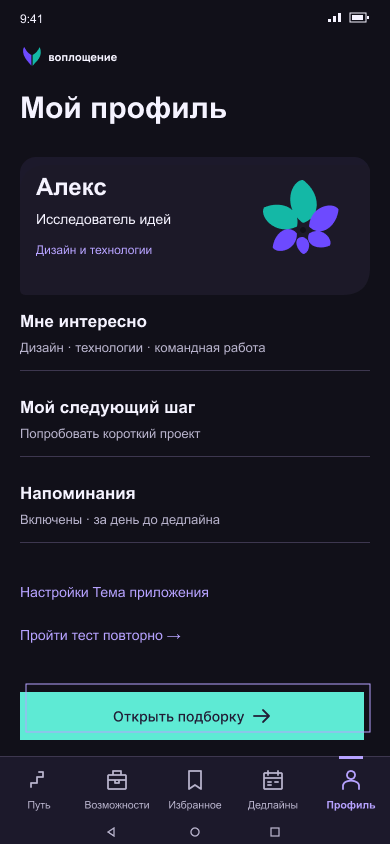 9:41
воплощение
Мой профиль
Алекс
Исследователь идей
Дизайн и технологии
Мне интересно
Дизайн · технологии · командная работа
Мой следующий шаг
Попробовать короткий проект
Напоминания
Включены · за день до дедлайна
Настройки Тема приложения
Пройти тест повторно →
Открыть подборку →
Путь Возможности Избранное Дедлайны Профиль